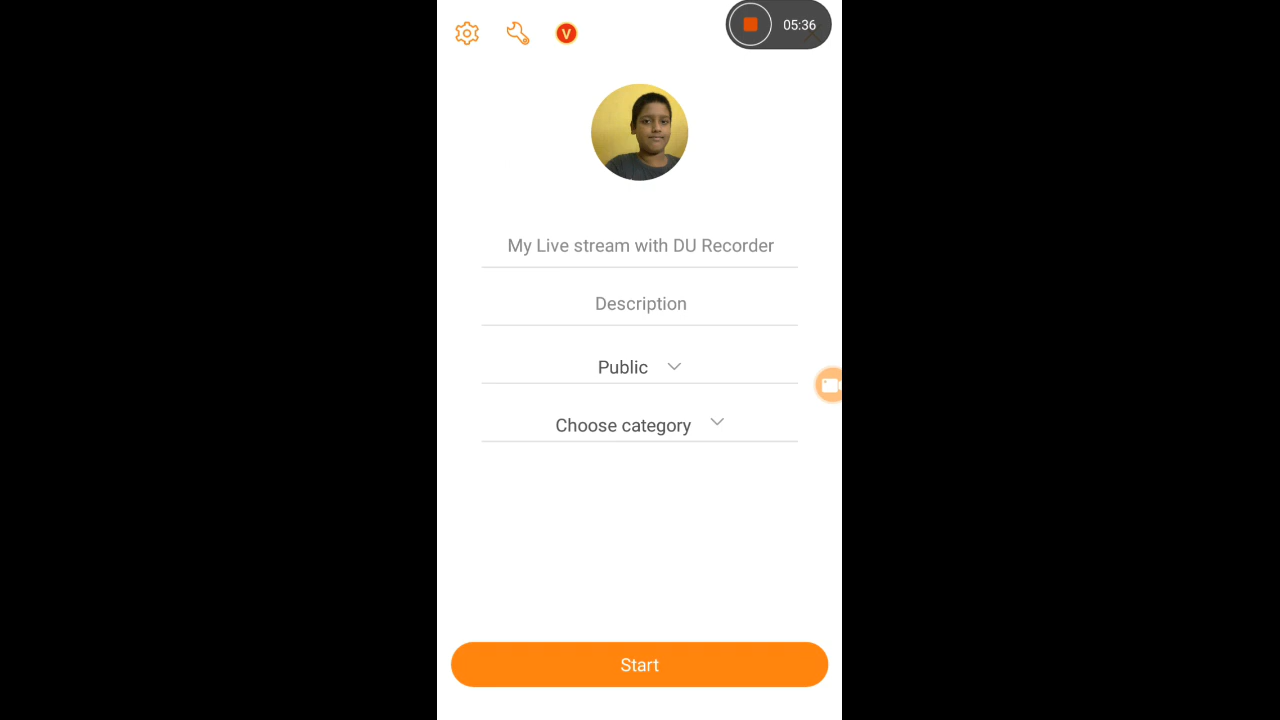 V
05:36
My Live stream with DU Recorder
Description
Public
Choose category
Start